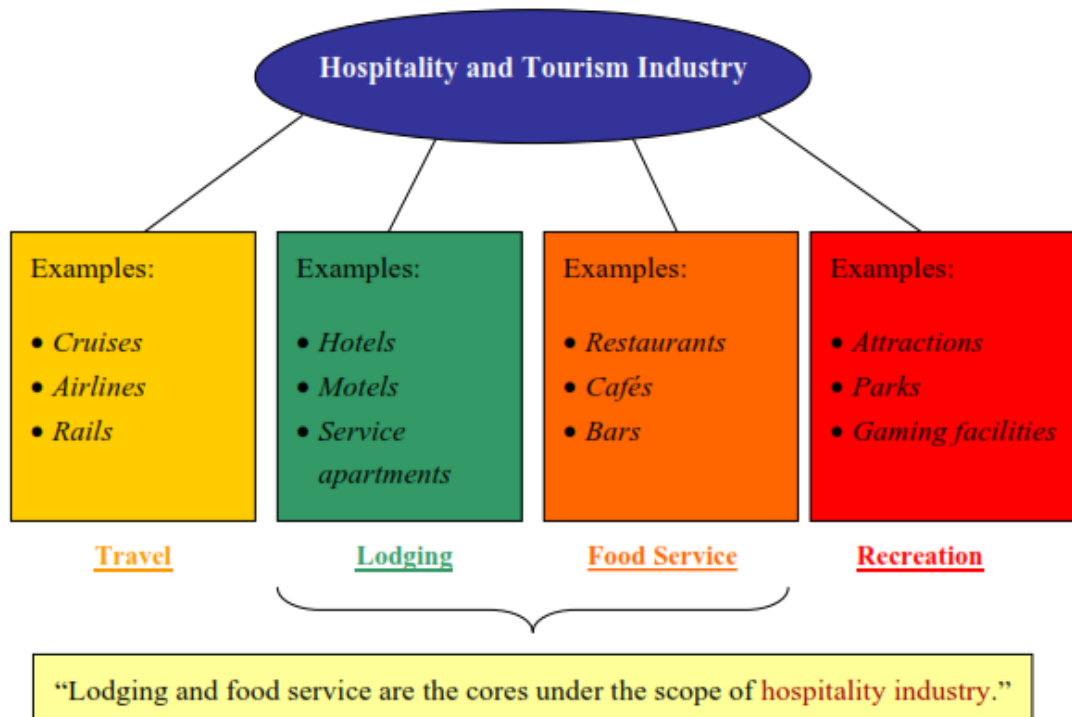 Hospitality and Tourism Industry
Examples:
• Cruises
• Airlines
• Rails
Travel
Examples:
• Hotels
• Motels
• Service
apartments
Lodging
Examples:
• Restaurants
• Cafés
• Bars
Food Service
Examples:
• Attractions
• Parks
• Gaming facilities
Recreation
“Lodging and food service are the cores under the scope of hospitality industry.”